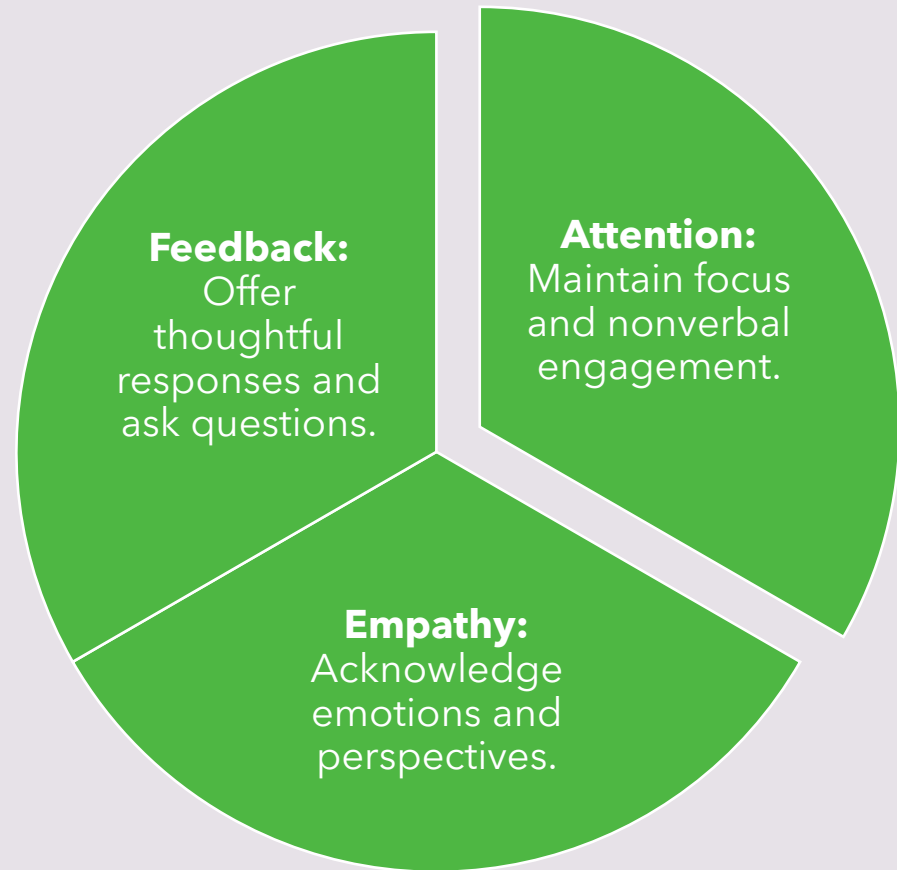 Feedback:
Offer
thoughtful
responses and
ask questions.
Attention:
Maintain focus
and nonverbal
engagement.
Empathy:
Acknowledge
emotions and
perspectives.